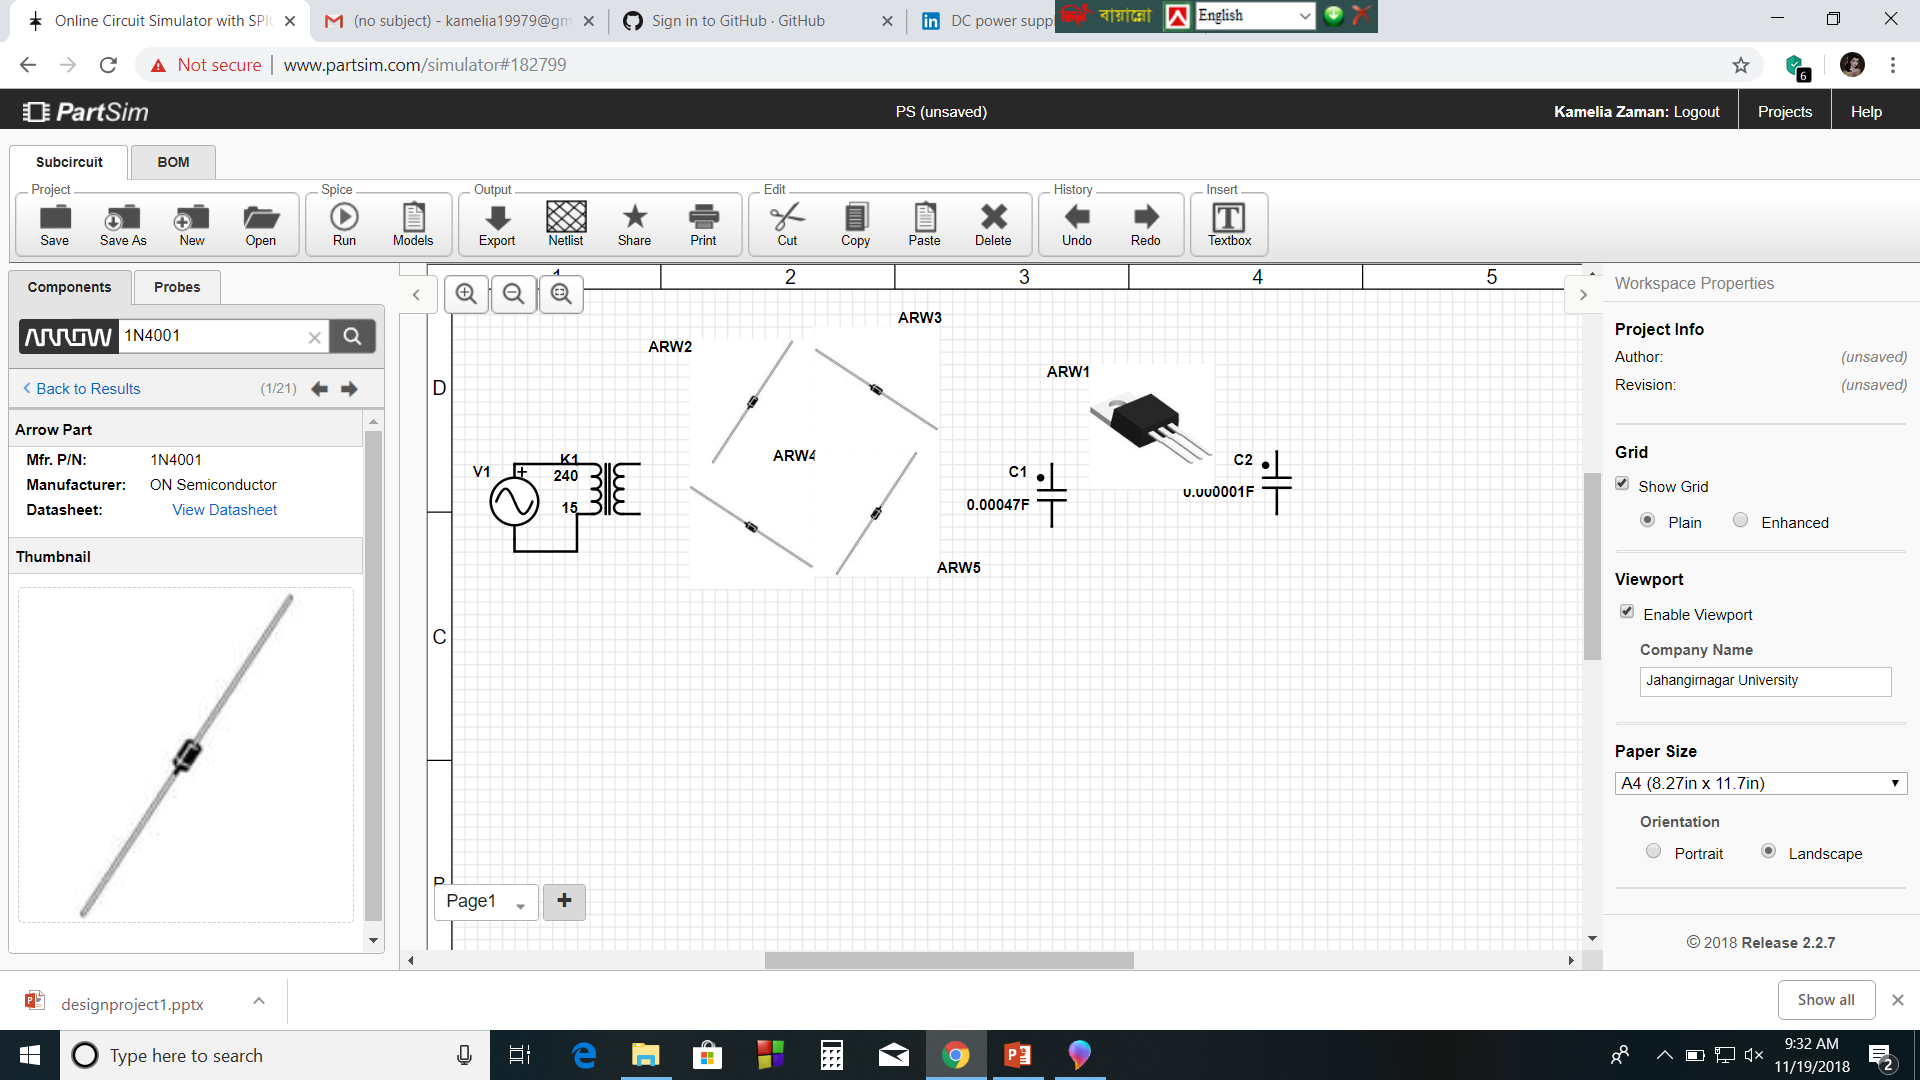 Online Circuit Simulator with SPI
(no subject) - kamelia19979@gm
Sign in to GitHub · GitHub
DC power supp
বায়ান্নো
English
Not secure
www.partsim.com/simulator#182799
6
PartSim
PS (unsaved)
Kamelia Zaman: Logout
Projects
Help
Subcircuit
BOM
Project
Spice
Output
Edit
History
Insert
Save
Save As
New
Open
Run
Models
Export
Netlist
Share
Print
Cut
Copy
Paste
Delete
Undo
Redo
Textbox
Components
Probes
ARROW
1N4001
Back to Results
(1/21)
Arrow Part
Mfr. P/N: 1N4001
Manufacturer: ON Semiconductor
Datasheet: View Datasheet
Thumbnail
1
2
3
4
5
D
C
B
V1
K1
240
15
ARW2
ARW3
ARW4
ARW5
ARW1
C1
0.00047F
C2
0.000001F
Page1
Workspace Properties
Project Info
Author: (unsaved)
Revision: (unsaved)
Grid
Show Grid
Plain
Enhanced
Viewport
Enable Viewport
Company Name
Jahangirnagar University
Paper Size
A4 (8.27in x 11.7in)
Orientation
Portrait
Landscape
© 2018 Release 2.2.7
designproject1.pptx
Show all
Type here to search
9:32 AM
11/19/2018
2